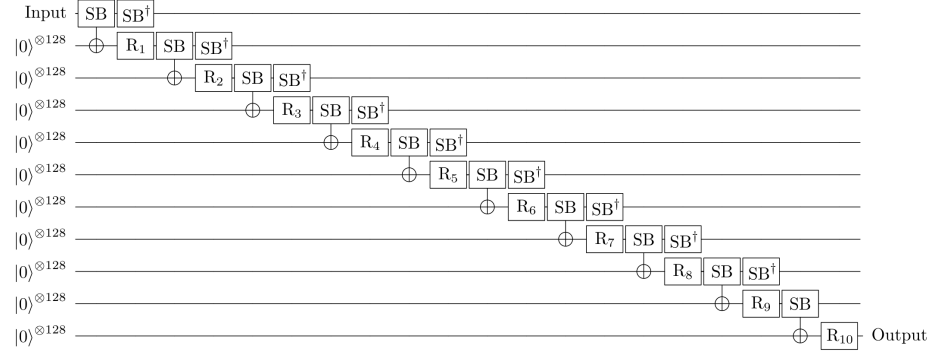 Input SB SB†
|0⟩⊗128 R1 SB SB†
|0⟩⊗128 R2 SB SB†
|0⟩⊗128 R3 SB SB†
|0⟩⊗128 R4 SB SB†
|0⟩⊗128 R5 SB SB†
|0⟩⊗128 R6 SB SB†
|0⟩⊗128 R7 SB SB†
|0⟩⊗128 R8 SB SB†
|0⟩⊗128 R9 SB
|0⟩⊗128 R10 Output